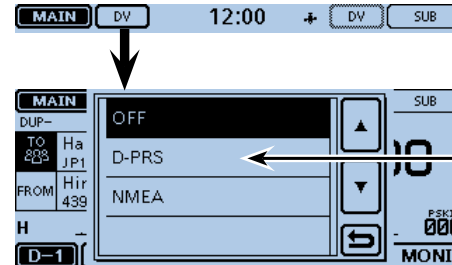 MAIN DV 12:00 DV SUB
MAIN SUB
DUP-
OFF
TO Ha
JP1
D-PRS
FROM Hir
439
NMEA
H
D-1 MONI